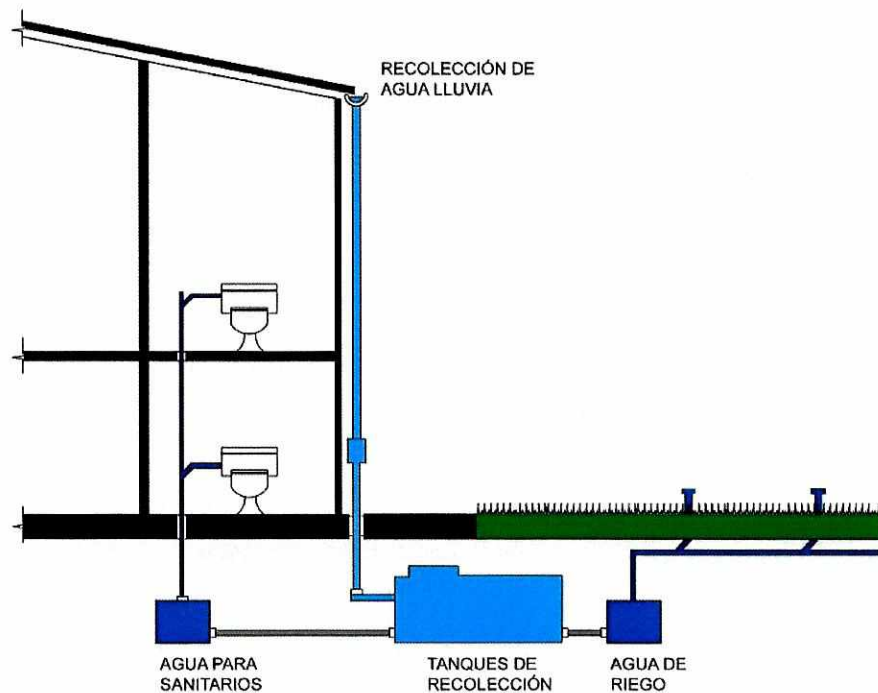 RECOLECCIÓN DE
AGUA LLUVIA
AGUA PARA
SANITARIOS
TANQUES DE
RECOLECCIÓN
AGUA DE
RIEGO